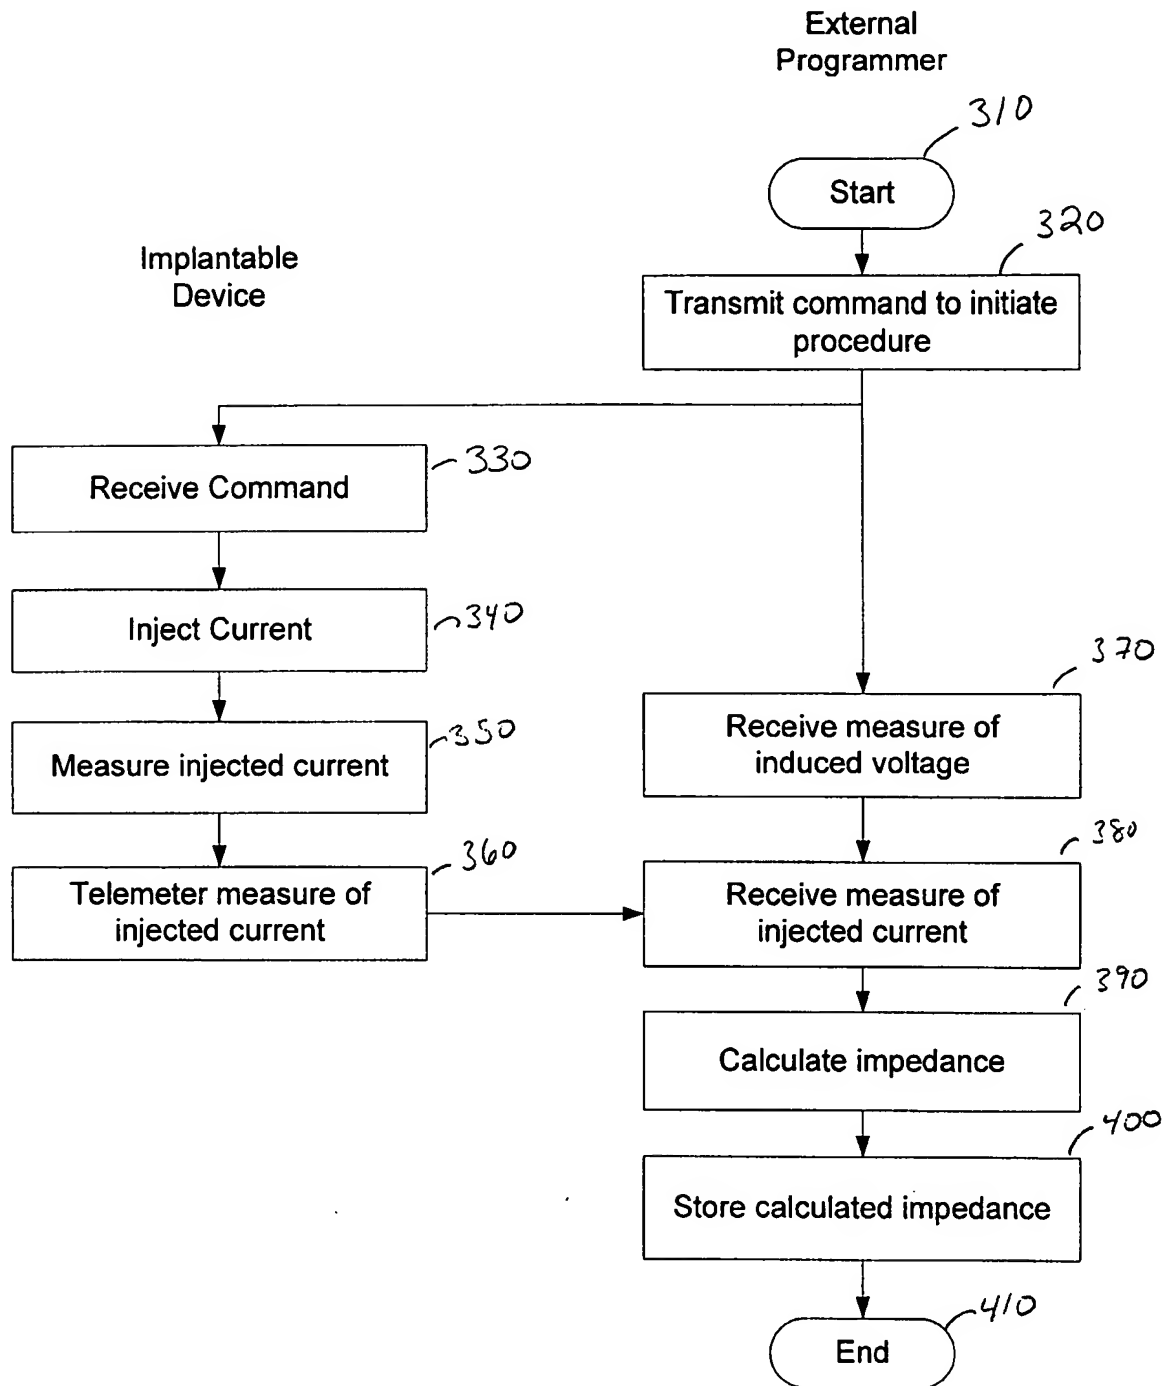 External
Programmer
310
Start
320
Implantable
Device
Transmit command to initiate
procedure
330
Receive Command
340
Inject Current
370
350
Measure injected current
Receive measure of
induced voltage
360
Telemeter measure of
injected current
380
Receive measure of
injected current
390
Calculate impedance
400
Store calculated impedance
410
End